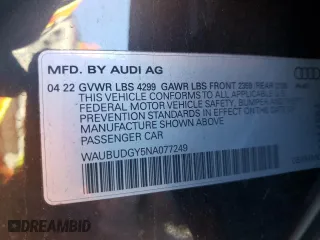 MFD. BY AUDI AG
04 22 GVWR LBS 4299 GAWR LBS FRONT 2359 REAR
THIS VEHICLE CONFORMS TO ALL APPLICABLE
FEDERAL MOTOR VEHICLE SAFETY, BUMPER AND
PREVENTION STANDARDS IN EFFECT ON THE
DATE OF MANUFACTURE SHOWN ABOVE
PASSENGER CAR
WAUBUDGY5NA077249
DREAMBID